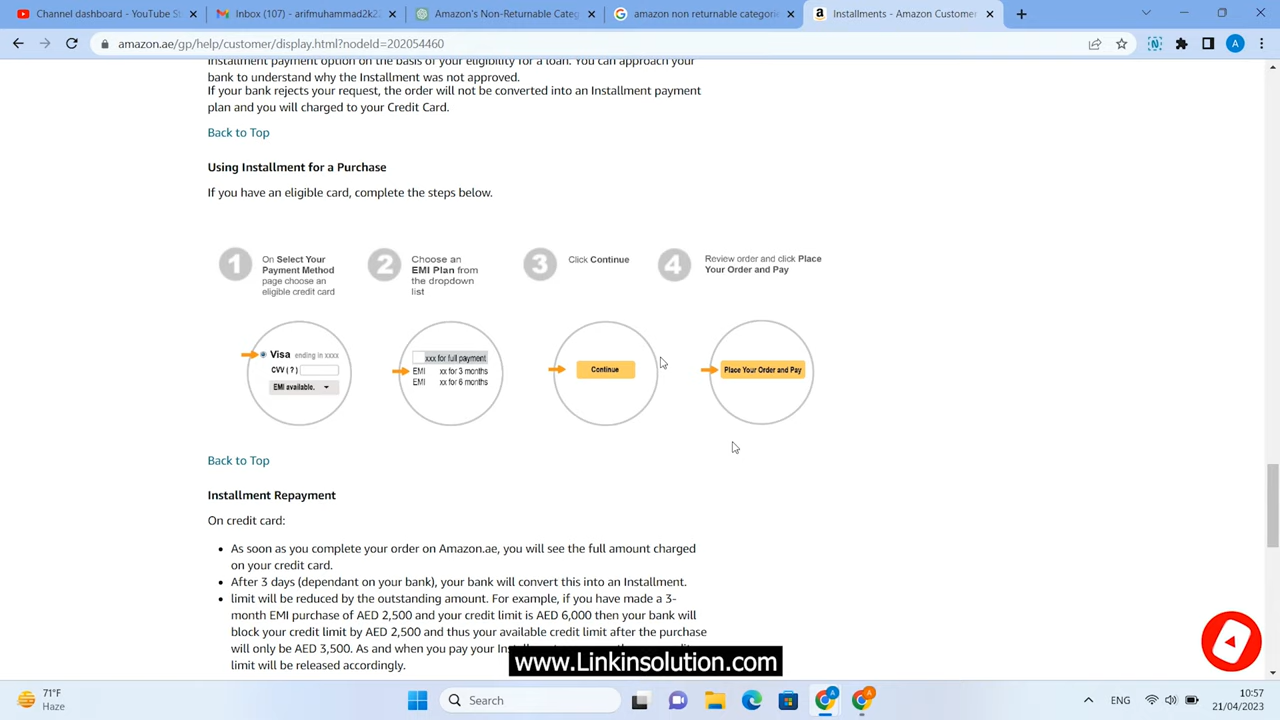 Channel dashboard - YouTube St
Inbox (107) - arifmuhammad2k2
Amazon's Non-Returnable Categ
amazon non returnable categorie
Installments - Amazon Customer
amazon.ae/gp/help/customer/display.html?nodeId=202054460
A
installment payment option on the basis of your eligibility for a loan. You can approach your
bank to understand why the Installment was not approved.
If your bank rejects your request, the order will not be converted into an Installment payment
plan and you will charged to your Credit Card.
Back to Top
Using Installment for a Purchase
If you have an eligible card, complete the steps below.
1
On Select Your
Payment Method
page choose an
eligible credit card
2
Choose an
EMI Plan from
the dropdown
list
3
Click Continue
4
Review order and click Place
Your Order and Pay
Visa ending in xxxx
CVV ( ? )
EMI available.
xxx for full payment
EMI xx for 3 months
EMI xx for 6 months
Continue
Place Your Order and Pay
Back to Top
Installment Repayment
On credit card:
• As soon as you complete your order on Amazon.ae, you will see the full amount charged
on your credit card.
• After 3 days (dependant on your bank), your bank will convert this into an Installment.
• limit will be reduced by the outstanding amount. For example, if you have made a 3-
month EMI purchase of AED 2,500 and your credit limit is AED 6,000 then your bank will
block your credit limit by AED 2,500 and thus your available credit limit after the purchase
will only be AED 3,500. As and when you pay your
limit will be released accordingly.
www.Linkinsolution.com
71°F
Haze
Search
ENG
10:57
21/04/2023